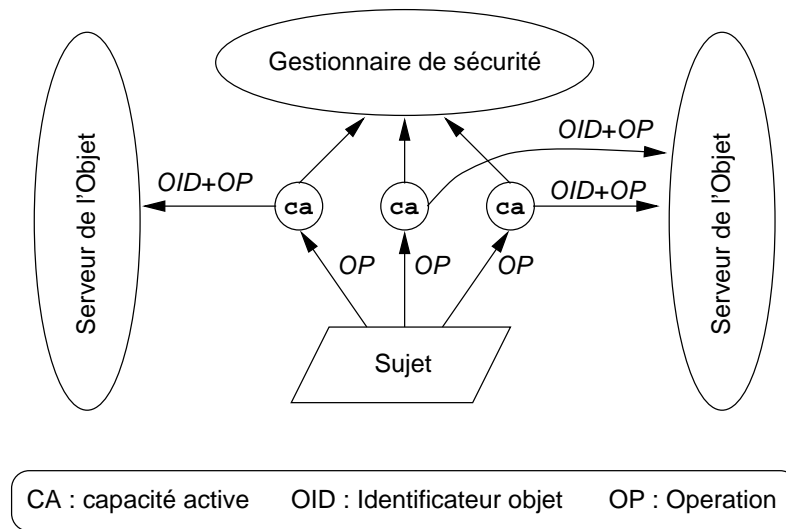 Gestionnaire de sécurité
Serveur de l'Objet
OID+OP
OID+OP
OID+OP
ca
ca
ca
Serveur de l'Objet
OP
OP
OP
Sujet
CA : capacité active OID : Identificateur objet OP : Operation